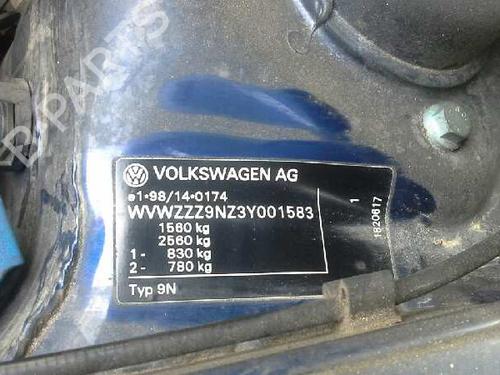 B-PARTS
VOLKSWAGEN AG
e1*98/14*0174
WVWZZZ9NZ3Y001583
1560 kg
2560 kg
1- 830 kg
2- 780 kg
Typ 9N
1
1820617